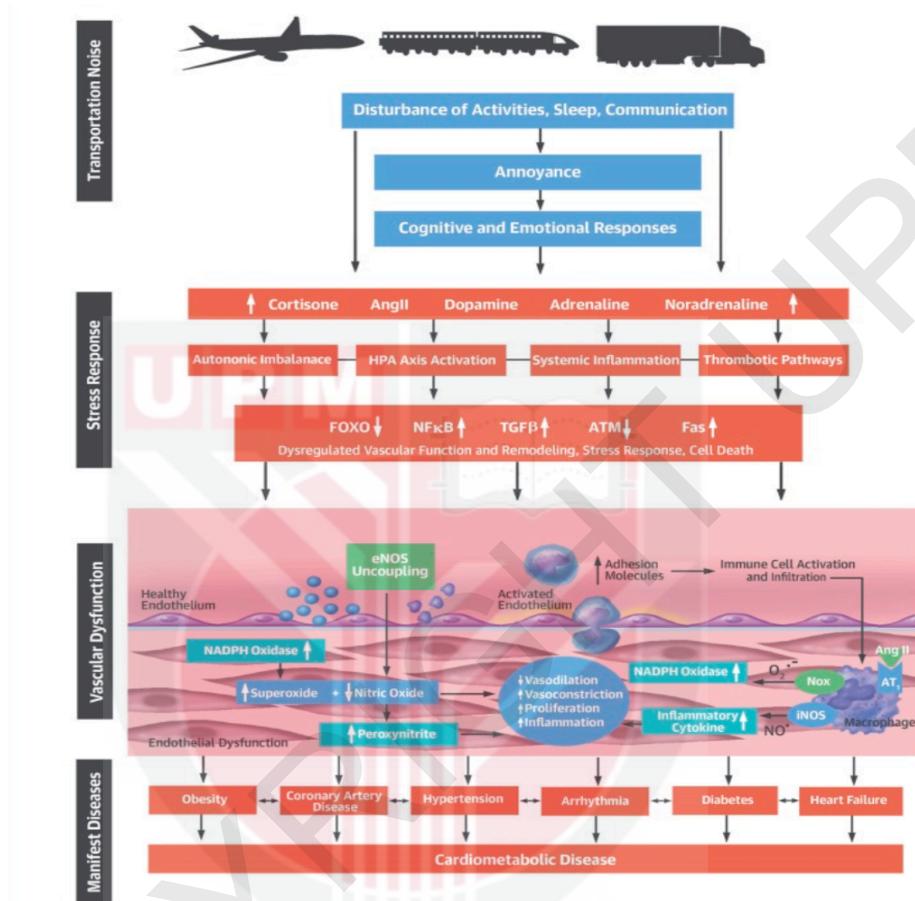 Transportation Noise
Disturbance of Activities, Sleep, Communication
Annoyance
Cognitive and Emotional Responses
Stress Response
Cortisone AngII Dopamine Adrenaline Noradrenaline
Autononic Imbalanace HPA Axis Activation Systemic Inflammation Thrombotic Pathways
UPM
FOXO NFκB TGFβ ATM Fas
Dysregulated Vascular Function and Remodeling, Stress Response, Cell Death
Vascular Dysfunction
eNOS
Uncoupling
Adhesion
Molecules
Immune Cell Activation
and Infiltration
Healthy
Endothelium
Activated
Endothelium
NADPH Oxidase
Superoxide + Nitric Oxide
Peroxynitrite
Endothelial Dysfunction
Vasodilation
Vasoconstriction
Proliferation
Inflammation
NADPH Oxidase
O₂•−
Nox
Ang II
AT₁
Inflammatory
Cytokine
NO•
iNOS
Macrophage
Manifest Diseases
Obesity
Coronary Artery
Disease
Hypertension
Arrhythmia
Diabetes
Heart Failure
Cardiometabolic Disease